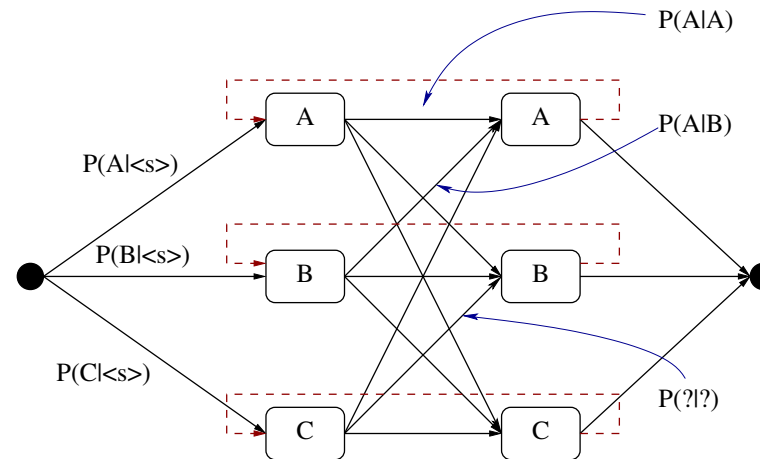 P(A|A)
A
A
P(A|B)
P(A|<s>)
P(B|<s>)
B
B
P(C|<s>)
P(?|?)
C
C